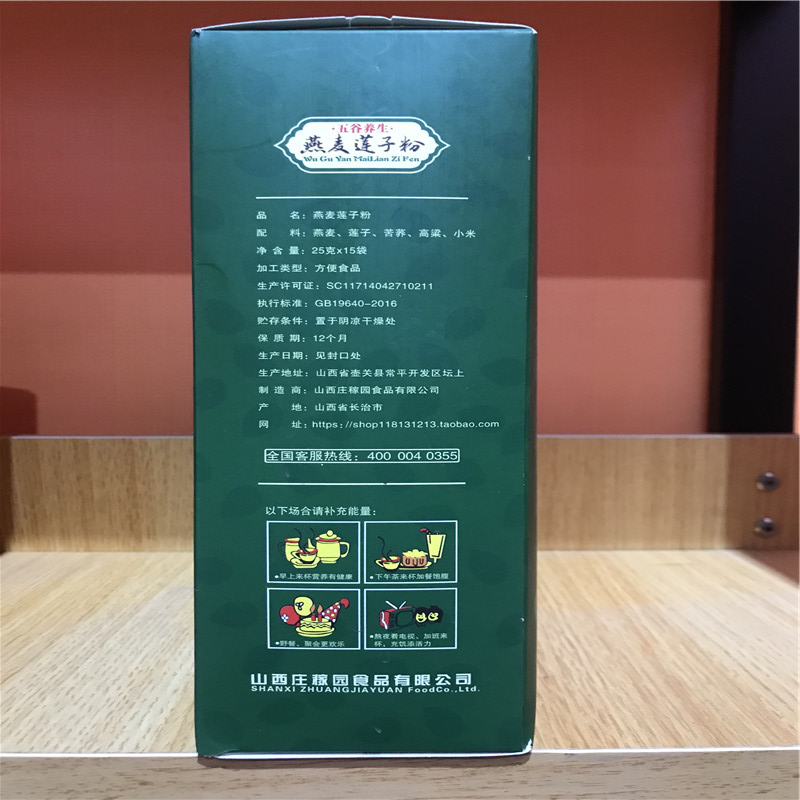 ·五谷养生·
燕麦莲子粉
Wu Gu Yan MaiLian Zi Fen
品 名：燕麦莲子粉
配 料：燕麦、莲子、苦荞、高粱、小米
净 含 量：25克x15袋
加工类型：方便食品
生产许可证：SC11714042710211
执行标准：GB19640-2016
贮存条件：置于阴凉干燥处
保 质 期：12个月
生产日期：见封口处
生产地址：山西省壶关县常平开发区坛上
制 造 商：山西庄稼园食品有限公司
产 地：山西省长治市
网 址：https://shop118131213.taobao.com
全国客服热线：400 004 0355
以下场合请补充能量：
●早上来杯营养有健康
●下午茶来杯加餐饱腹
●野餐、聚会更欢乐
●熬夜看电视、加班来
杯，充饥添活力
山西庄稼园食品有限公司
SHANXI ZHUANGJIAYUAN FoodCo.,Ltd.